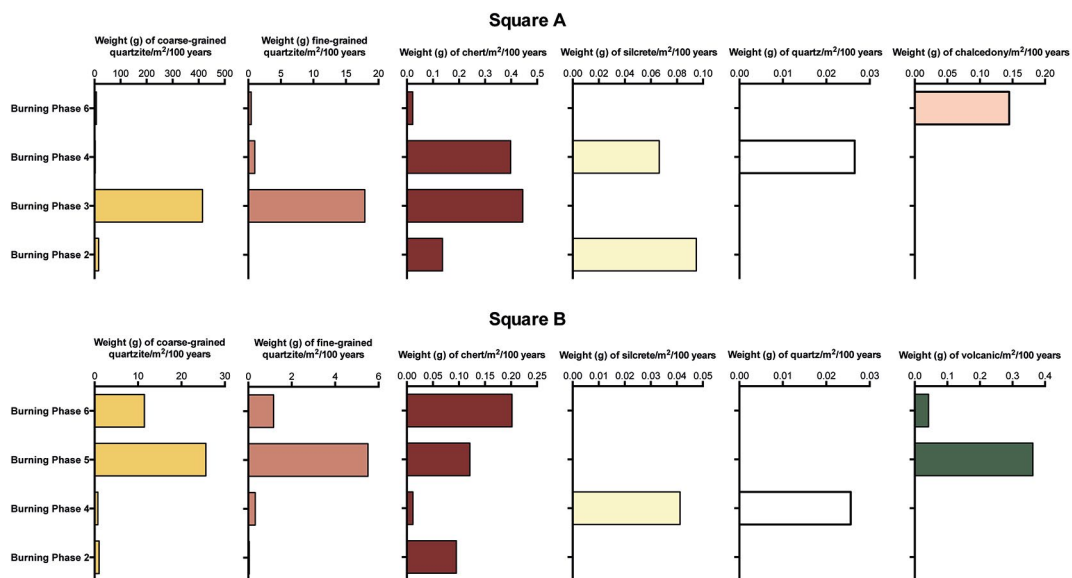 Square A
Weight (g) of coarse-grained
quartzite/m²/100 years
Weight (g) of fine-grained
quartzite/m²/100 years
Weight (g) of chert/m²/100 years
Weight (g) of silcrete/m²/100 years
Weight (g) of quartz/m²/100 years
Weight (g) of chalcedony/m²/100 years
0 100 200 300 400 500
0 5 10 15 20
0.0 0.1 0.2 0.3 0.4 0.5
0.00 0.02 0.04 0.06 0.08 0.10
0.00 0.01 0.02 0.03
0.00 0.05 0.10 0.15 0.20
Burning Phase 6
Burning Phase 4
Burning Phase 3
Burning Phase 2
Square B
Weight (g) of coarse-grained
quartzite/m²/100 years
Weight (g) of fine-grained
quartzite/m²/100 years
Weight (g) of chert/m²/100 years
Weight (g) of silcrete/m²/100 years
Weight (g) of quartz/m²/100 years
Weight (g) of volcanic/m²/100 years
0 10 20 30
0 2 4 6
0.00 0.05 0.10 0.15 0.20 0.25
0.00 0.01 0.02 0.03 0.04 0.05
0.00 0.01 0.02 0.03
0.0 0.1 0.2 0.3 0.4
Burning Phase 6
Burning Phase 5
Burning Phase 4
Burning Phase 2